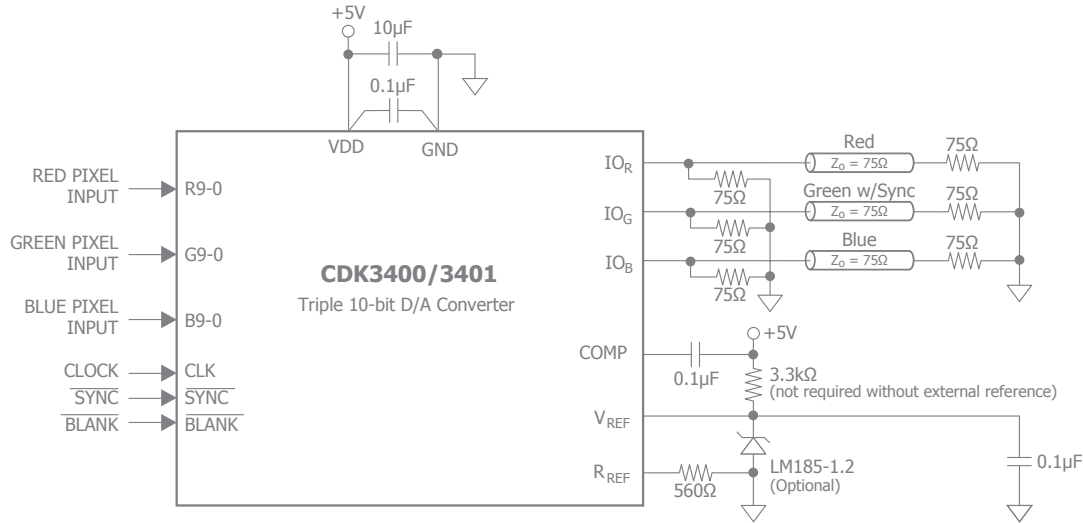 +5V
10µF
0.1µF
VDD
GND
RED PIXEL
INPUT
R9-0
GREEN PIXEL
INPUT
G9-0
BLUE PIXEL
INPUT
B9-0
CLOCK
CLK
SYNC
SYNC
BLANK
BLANK
CDK3400/3401
Triple 10-bit D/A Converter
IOR
75Ω
Red
Zo = 75Ω
75Ω
IOG
75Ω
Green w/Sync
Zo = 75Ω
75Ω
IOB
75Ω
Blue
Zo = 75Ω
75Ω
COMP
0.1µF
+5V
3.3kΩ
(not required without external reference)
VREF
LM185-1.2
(Optional)
0.1µF
RREF
560Ω